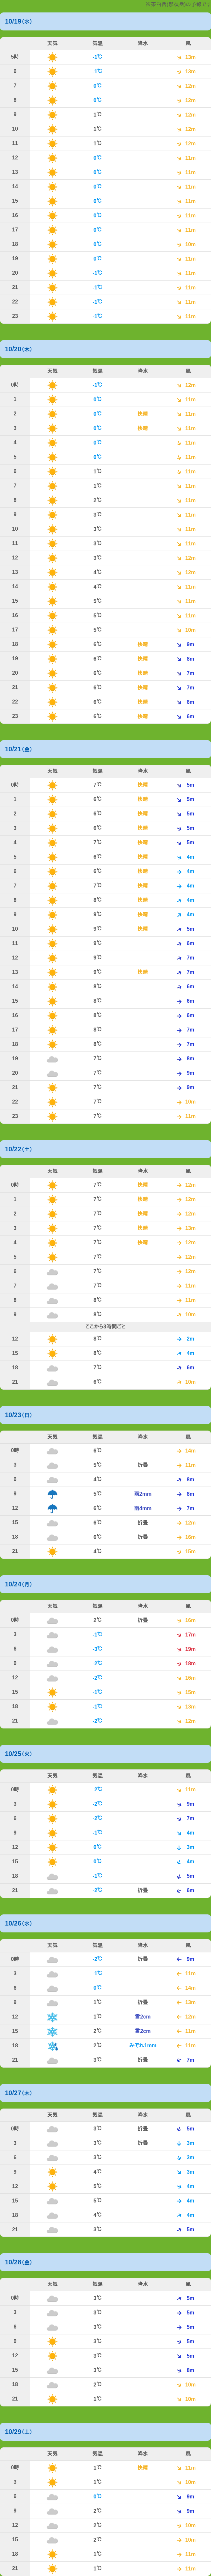 10/19(水)
天気 気温 降水 風
5時 -1℃ 13m
6 -1℃ 13m
7 0℃ 12m
8 0℃ 12m
9 1℃ 12m
10 1℃ 12m
11 1℃ 12m
12 0℃ 11m
13 0℃ 11m
14 0℃ 11m
15 0℃ 11m
16 0℃ 11m
17 0℃ 11m
18 0℃ 10m
19 0℃ 11m
20 -1℃ 11m
21 -1℃ 11m
22 -1℃ 11m
23 -1℃ 11m
10/20(木)
天気 気温 降水 風
0時 -1℃ 12m
1 0℃ 11m
2 0℃ 快晴 11m
3 0℃ 快晴 11m
4 0℃ 11m
5 0℃ 11m
6 1℃ 11m
7 1℃ 11m
8 2℃ 11m
9 3℃ 11m
10 3℃ 11m
11 3℃ 11m
12 3℃ 12m
13 4℃ 12m
14 4℃ 11m
15 5℃ 11m
16 5℃ 11m
17 5℃ 10m
18 6℃ 快晴 9m
19 6℃ 快晴 8m
20 6℃ 快晴 7m
21 6℃ 快晴 7m
22 6℃ 快晴 6m
23 6℃ 快晴 6m
10/21(金)
天気 気温 降水 風
0時 7℃ 快晴 5m
1 6℃ 快晴 5m
2 6℃ 快晴 5m
3 6℃ 快晴 5m
4 7℃ 快晴 5m
5 6℃ 快晴 4m
6 6℃ 快晴 4m
7 7℃ 快晴 4m
8 8℃ 快晴 4m
9 9℃ 快晴 4m
10 9℃ 快晴 5m
11 9℃ 6m
12 9℃ 7m
13 9℃ 快晴 7m
14 8℃ 6m
15 8℃ 6m
16 8℃ 6m
17 8℃ 7m
18 8℃ 7m
19 7℃ 8m
20 7℃ 9m
21 7℃ 9m
22 7℃ 10m
23 7℃ 11m
10/22(土)
天気 気温 降水 風
0時 7℃ 快晴 12m
1 7℃ 快晴 12m
2 7℃ 快晴 12m
3 7℃ 快晴 13m
4 7℃ 快晴 12m
5 7℃ 12m
6 7℃ 12m
7 7℃ 11m
8 8℃ 11m
9 8℃ 10m
ここから3時間ごと
12 8℃ 2m
15 8℃ 4m
18 7℃ 6m
21 6℃ 10m
10/23(日)
天気 気温 降水 風
0時 6℃ 14m
3 5℃ 折畳 11m
6 4℃ 8m
9 5℃ 雨2mm 8m
12 6℃ 雨4mm 7m
15 6℃ 折畳 12m
18 6℃ 折畳 16m
21 4℃ 15m
10/24(月)
天気 気温 降水 風
0時 2℃ 折畳 16m
3 -1℃ 17m
6 -3℃ 19m
9 -2℃ 18m
12 -2℃ 16m
15 -1℃ 15m
18 -1℃ 13m
21 -2℃ 12m
10/25(火)
天気 気温 降水 風
0時 -2℃ 11m
3 -2℃ 9m
6 -2℃ 7m
9 -1℃ 4m
12 0℃ 3m
15 0℃ 4m
18 -1℃ 5m
21 -2℃ 折畳 6m
10/26(水)
天気 気温 降水 風
0時 -2℃ 折畳 9m
3 -1℃ 11m
6 0℃ 14m
9 1℃ 折畳 13m
12 1℃ 雪2cm 12m
15 2℃ 雪2cm 11m
18 2℃ みぞれ1mm 11m
21 3℃ 折畳 7m
10/27(木)
天気 気温 降水 風
0時 3℃ 折畳 5m
3 3℃ 折畳 3m
6 3℃ 3m
9 4℃ 3m
12 5℃ 4m
15 5℃ 4m
18 4℃ 4m
21 3℃ 5m
10/28(金)
天気 気温 降水 風
0時 3℃ 5m
3 3℃ 5m
6 3℃ 5m
9 3℃ 5m
12 3℃ 5m
15 3℃ 8m
18 2℃ 10m
21 1℃ 10m
10/29(土)
天気 気温 降水 風
0時 1℃ 快晴 11m
3 1℃ 10m
6 0℃ 9m
9 2℃ 9m
12 2℃ 10m
15 2℃ 10m
18 1℃ 11m
21 1℃ 11m